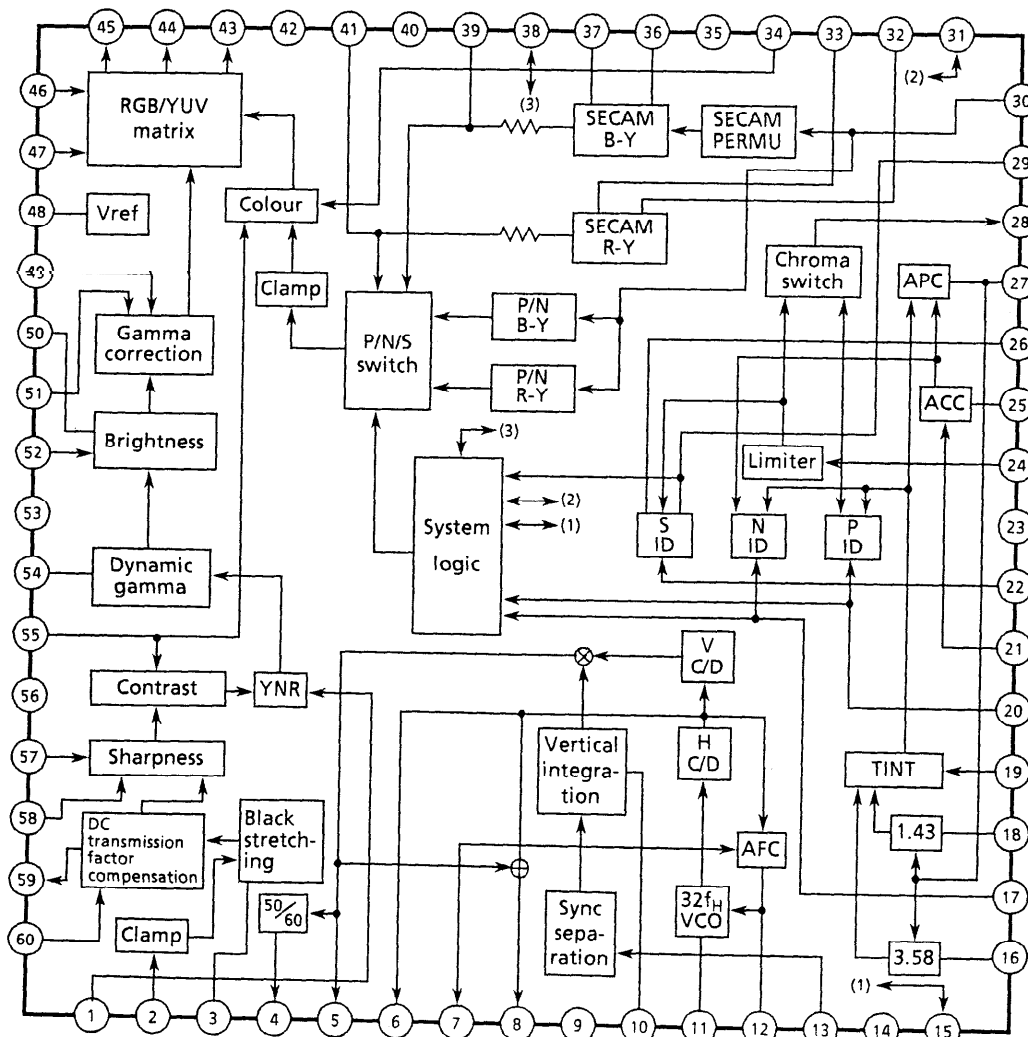 45 44 43 42 41 40 39 38 37 36 35 34 33 32 31
46
47
48
49
50
51
52
53
54
55
56
57
58
59
60
30
29
28
27
26
25
24
23
22
21
20
19
18
17
16
RGB/YUV
matrix
(3)
(2)
SECAM
B-Y
SECAM
PERMU
Vref
Colour
SECAM
R-Y
Clamp
Chroma
switch
APC
Gamma
correction
P/N/S
switch
P/N
B-Y
P/N
R-Y
ACC
Brightness
(3)
Limiter
System
logic
(2)
(1)
S
ID
N
ID
P
ID
Dynamic
gamma
V
C/D
Contrast
YNR
Sharpness
Vertical
integra-
tion
H
C/D
TINT
DC
transmission
factor
compensation
Black
stretch-
ing
1.43
AFC
50/60
Clamp
Sync
sepa-
ration
32fH
VCO
3.58
(1)
1 2 3 4 5 6 7 8 9 10 11 12 13 14 15